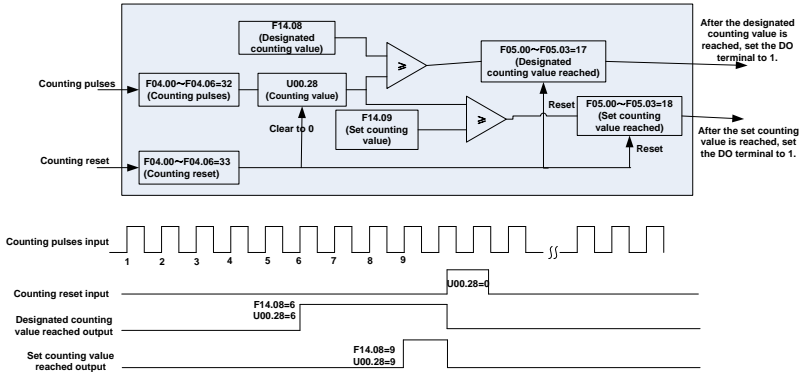 F14.08
(Designated
counting value)
After the designated
counting value is
reached, set the DO
terminal to 1.
≥
F05.00～F05.03=17
(Designated
counting value reached)
Counting pulses
F04.00～F04.06=32
(Counting pulses)
U00.28
(Counting value)
Clear to 0
F14.09
(Set counting
value)
≥
Reset
F05.00～F05.03=18
(Set counting
value reached)
After the set counting
value is reached, set
the DO terminal to 1.
Reset
Counting reset
F04.00～F04.06=33
(Counting reset)
Counting pulses input
1 2 3 4 5 6 7 8 9
Counting reset input
U00.28=0
Designated counting
value reached output
F14.08=6
U00.28=6
Set counting value
reached output
F14.08=9
U00.28=9